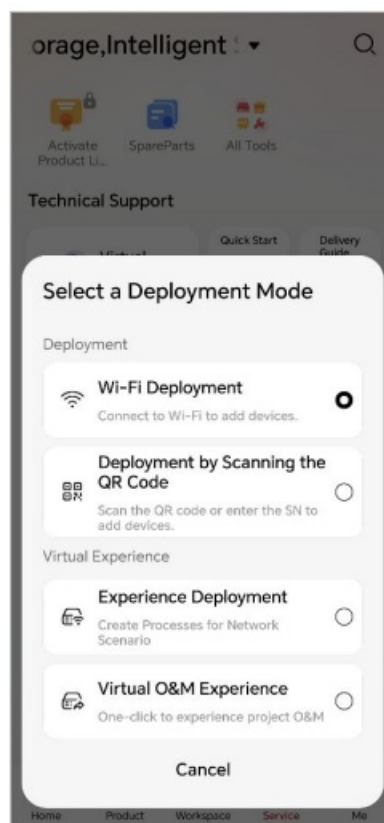 orage,Intelligent
Activate
Product Li...
SpareParts
All Tools
Technical Support
Virtual
Quick Start
Delivery
Guide
Select a Deployment Mode
Deployment
Wi-Fi Deployment
Connect to Wi-Fi to add devices.
Deployment by Scanning the
QR Code
Scan the QR code or enter the SN to
add devices.
Virtual Experience
Experience Deployment
Create Processes for Network
Scenario
Virtual O&M Experience
One-click to experience project O&M
Cancel
Home
Product
Workspace
Service
Me